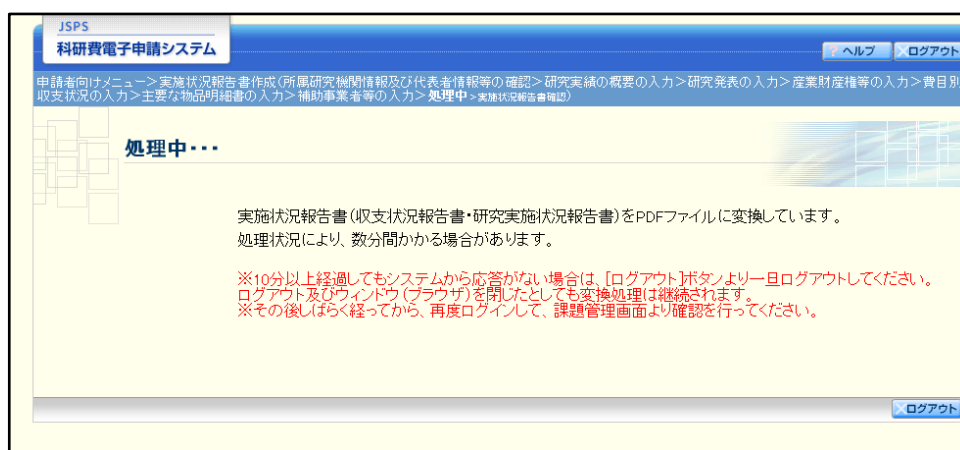 JSPS
科研費電子申請システム
? ヘルプ ×ログアウト
申請者向けメニュー＞実施状況報告書作成(所属研究機関情報及び代表者情報等の確認＞研究実績の概要の入力＞研究発表の入力＞産業財産権等の入力＞費目別
収支状況の入力＞主要な物品明細書の入力＞補助事業者等の入力＞処理中＞実施状況報告書確認)
処理中・・・
実施状況報告書(収支状況報告書・研究実施状況報告書)をPDFファイルに変換しています。
処理状況により、数分間かかる場合があります。
※10分以上経過してもシステムから応答がない場合は、[ログアウト]ボタンより一旦ログアウトしてください。
ログアウト及びウィンドウ(ブラウザ)を閉じたとしても変換処理は継続されます。
※その後しばらく経ってから、再度ログインして、課題管理画面より確認を行ってください。
×ログアウト